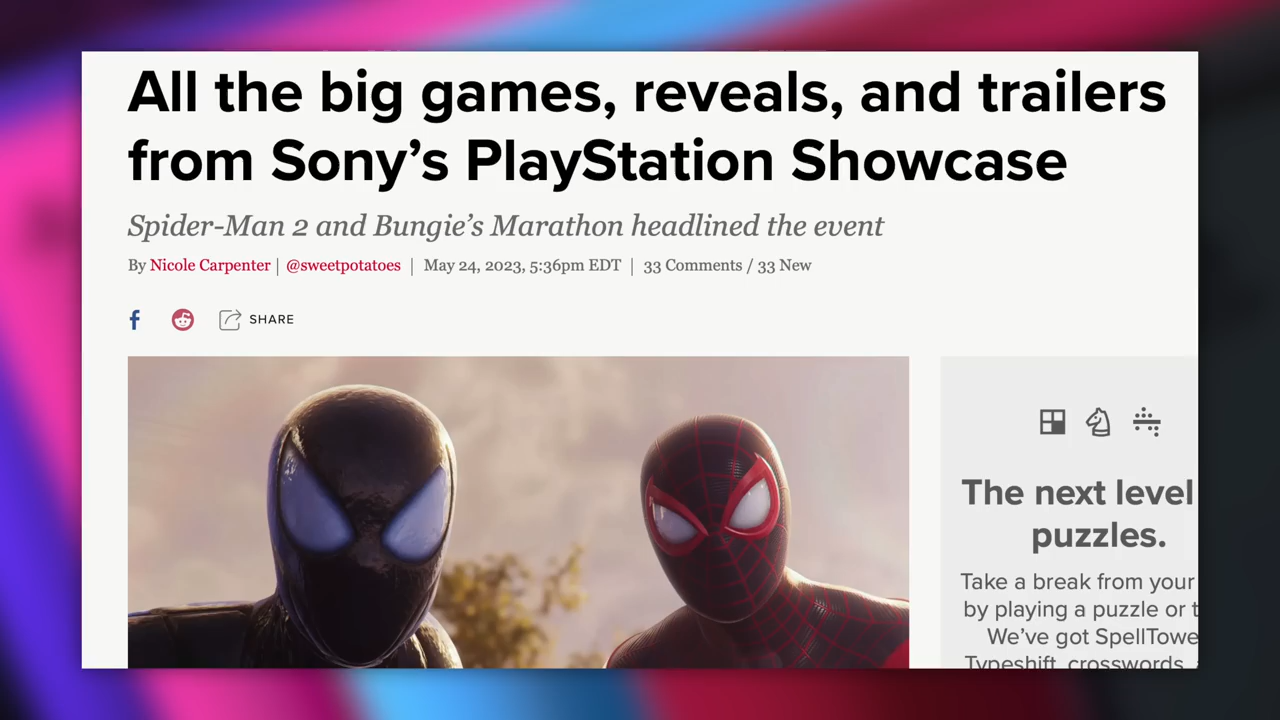 All the big games, reveals, and trailers
from Sony’s PlayStation Showcase
Spider-Man 2 and Bungie’s Marathon headlined the event
By Nicole Carpenter | @sweetpotatoes | May 24, 2023, 5:36pm EDT | 33 Comments / 33 New
SHARE
The next level
puzzles.
Take a break from your
by playing a puzzle or t
We’ve got SpellTowe
Typeshift, crosswords,